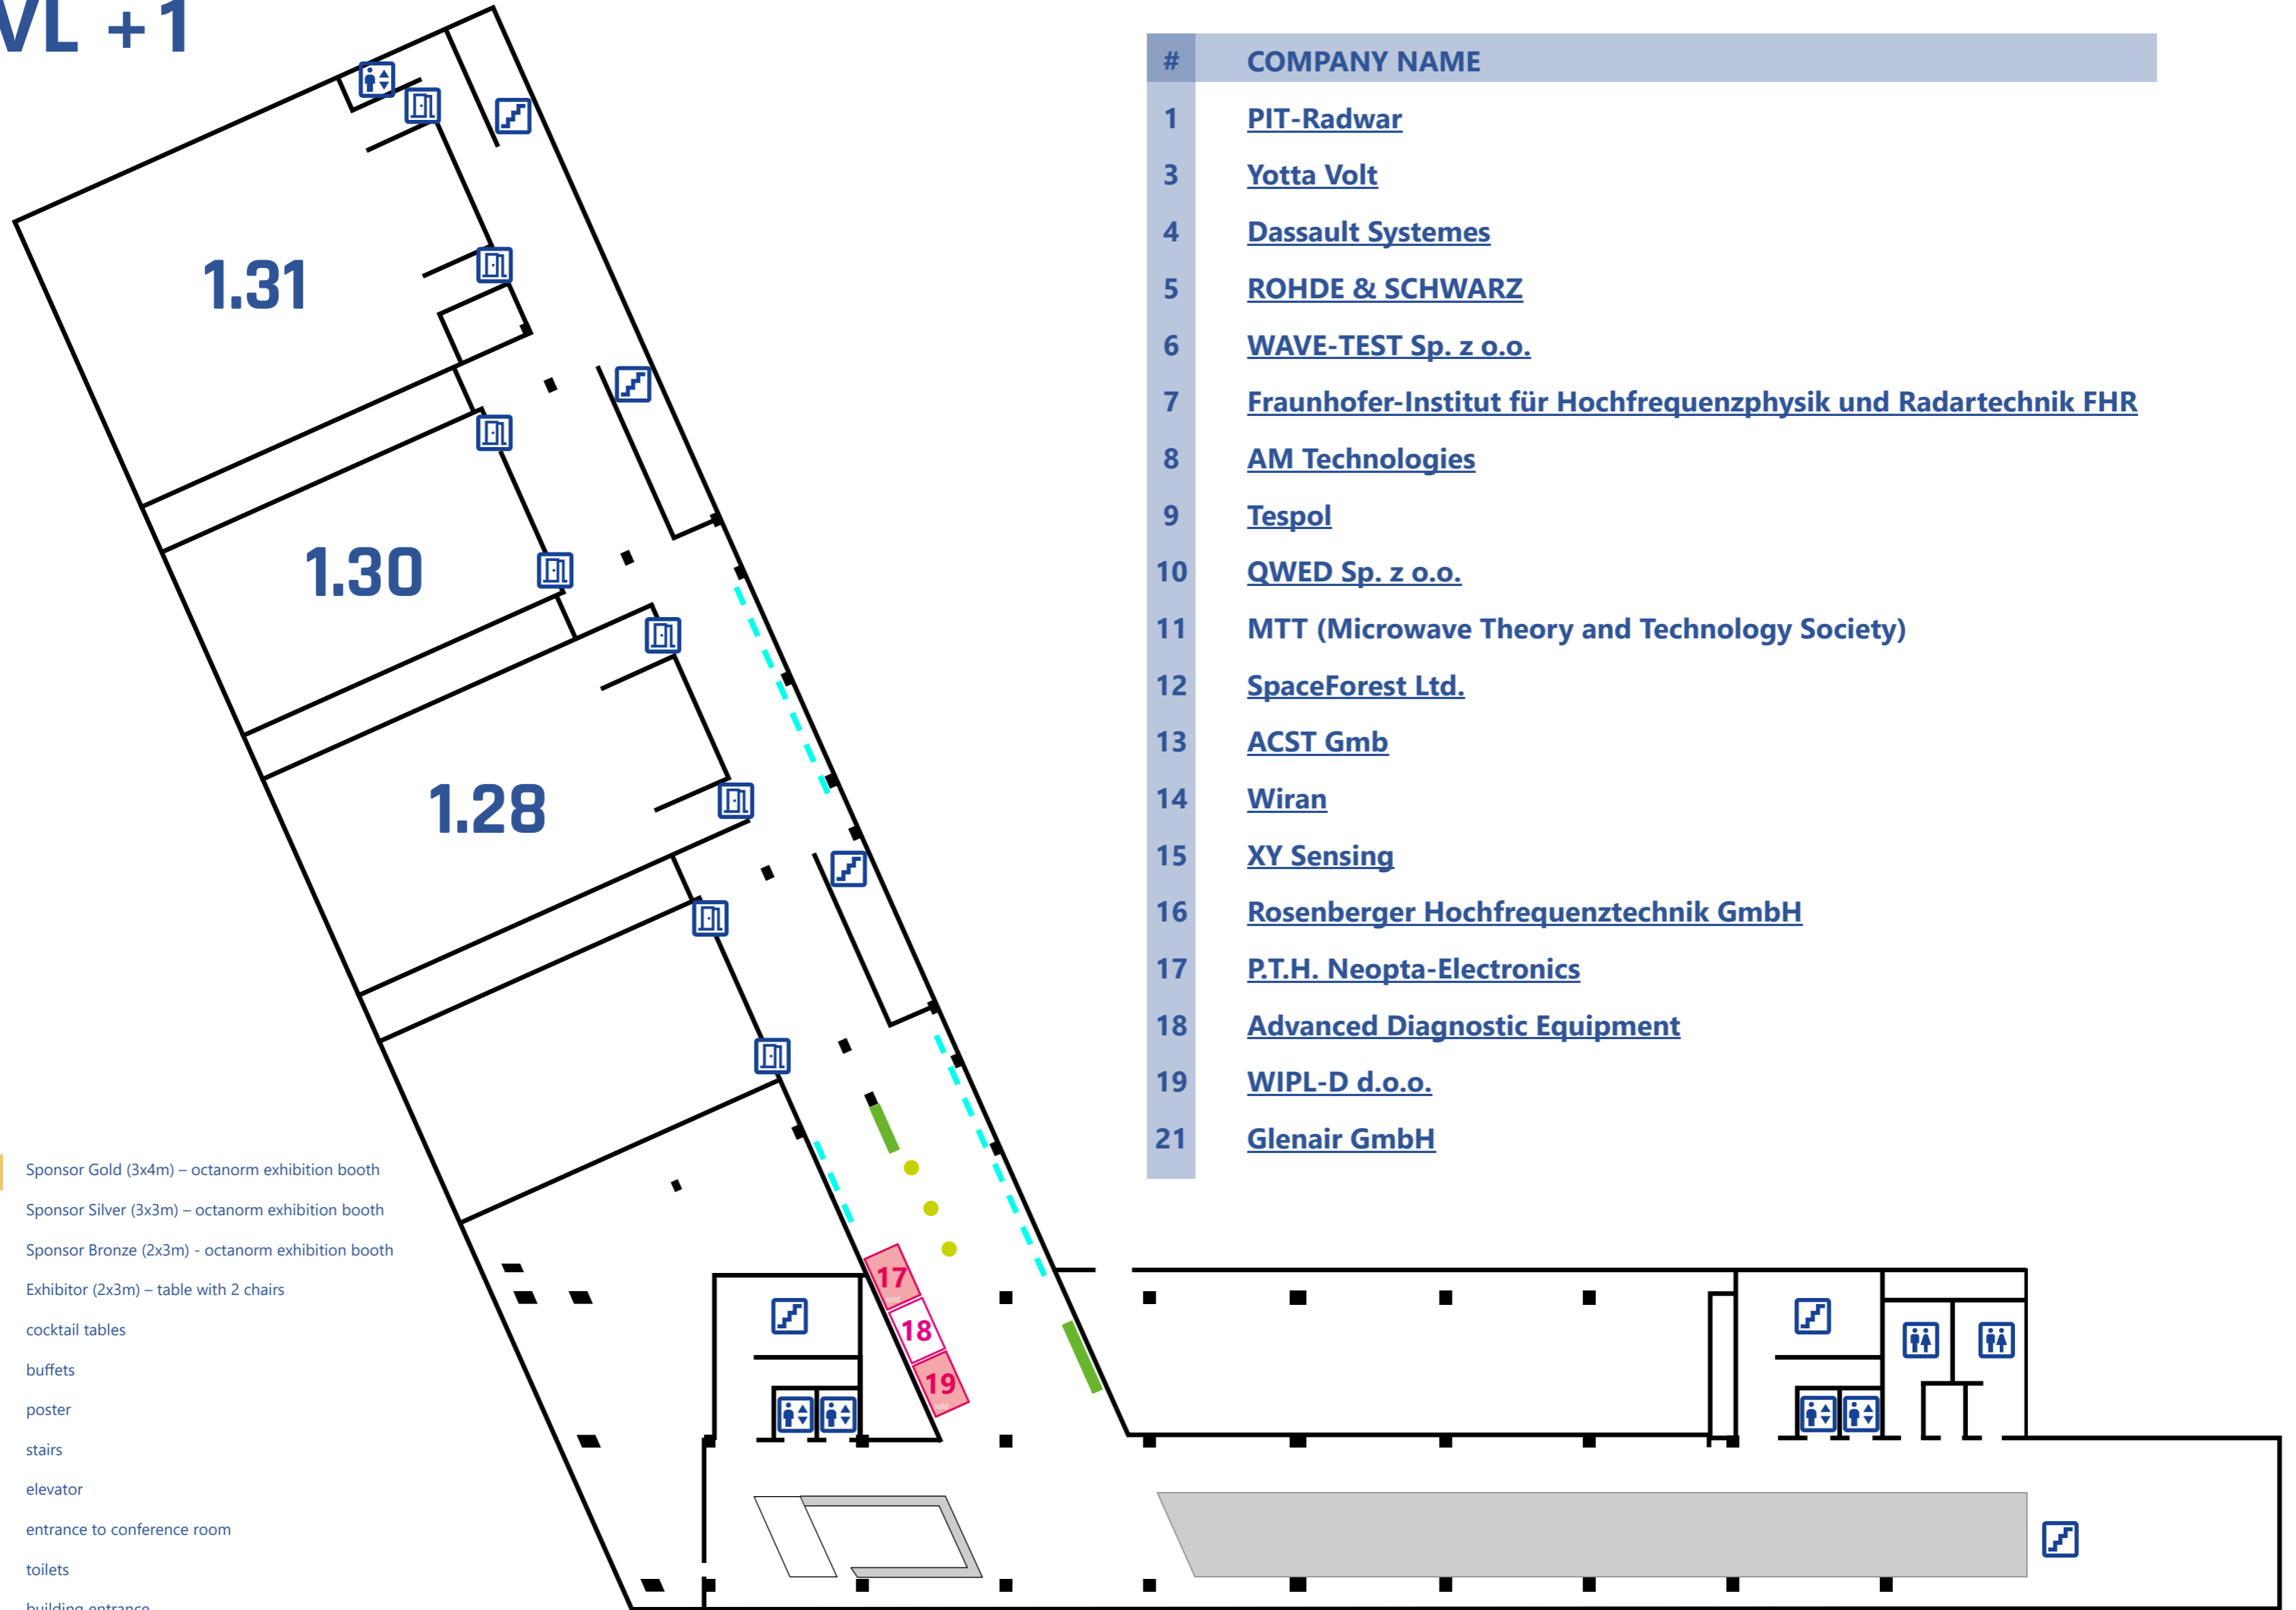 VL +1
# COMPANY NAME
1 PIT-Radwar
3 Yotta Volt
4 Dassault Systemes
5 ROHDE & SCHWARZ
6 WAVE-TEST Sp. z o.o.
7 Fraunhofer-Institut für Hochfrequenzphysik und Radartechnik FHR
8 AM Technologies
9 Tespol
10 QWED Sp. z o.o.
11 MTT (Microwave Theory and Technology Society)
12 SpaceForest Ltd.
13 ACST Gmb
14 Wiran
15 XY Sensing
16 Rosenberger Hochfrequenztechnik GmbH
17 P.T.H. Neopta-Electronics
18 Advanced Diagnostic Equipment
19 WIPL-D d.o.o.
21 Glenair GmbH
1.31
1.30
1.28
17
sold
18
19
sold
Sponsor Gold (3x4m) – octanorm exhibition booth
Sponsor Silver (3x3m) – octanorm exhibition booth
Sponsor Bronze (2x3m) - octanorm exhibition booth
Exhibitor (2x3m) – table with 2 chairs
cocktail tables
buffets
poster
stairs
elevator
entrance to conference room
toilets
building entrance